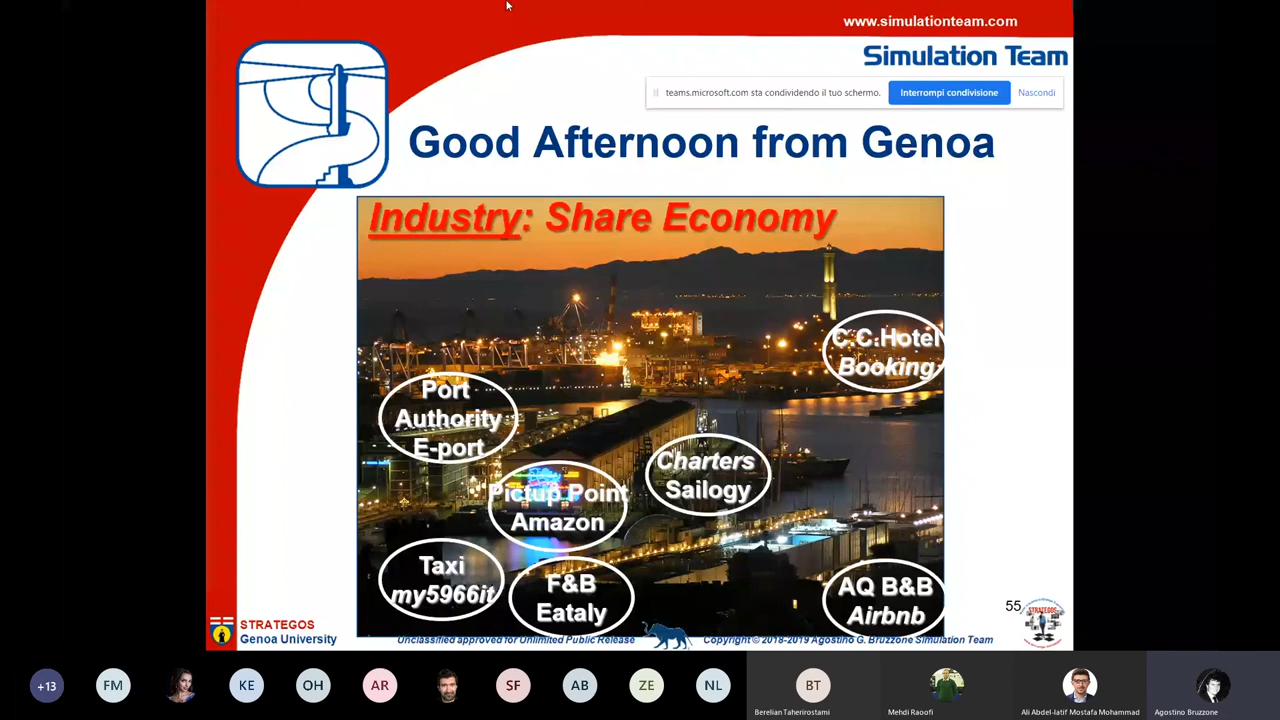 www.simulationteam.com
Simulation Team
teams.microsoft.com sta condividendo il tuo schermo.
Interrompi condivisione
Nascondi
Good Afternoon from Genoa
Industry: Share Economy
C.C.Hotel
Booking
Port
Authority
E-port
Charters
Sailogy
Pictup Point
Amazon
Taxi
my5966it
F&B
Eataly
AQ B&B
Airbnb
55
STRATEGOS
STRATEGOS
Genoa University
Unclassified approved for Unlimited Public Release
Copyright © 2018-2019 Agostino G. Bruzzone Simulation Team
+13
FM
KE
OH
AR
SF
AB
ZE
NL
BT
Berelian Taherirostami
Mehdi Raoofi
Ali Abdel-latif Mostafa Mohammad
Agostino Bruzzone